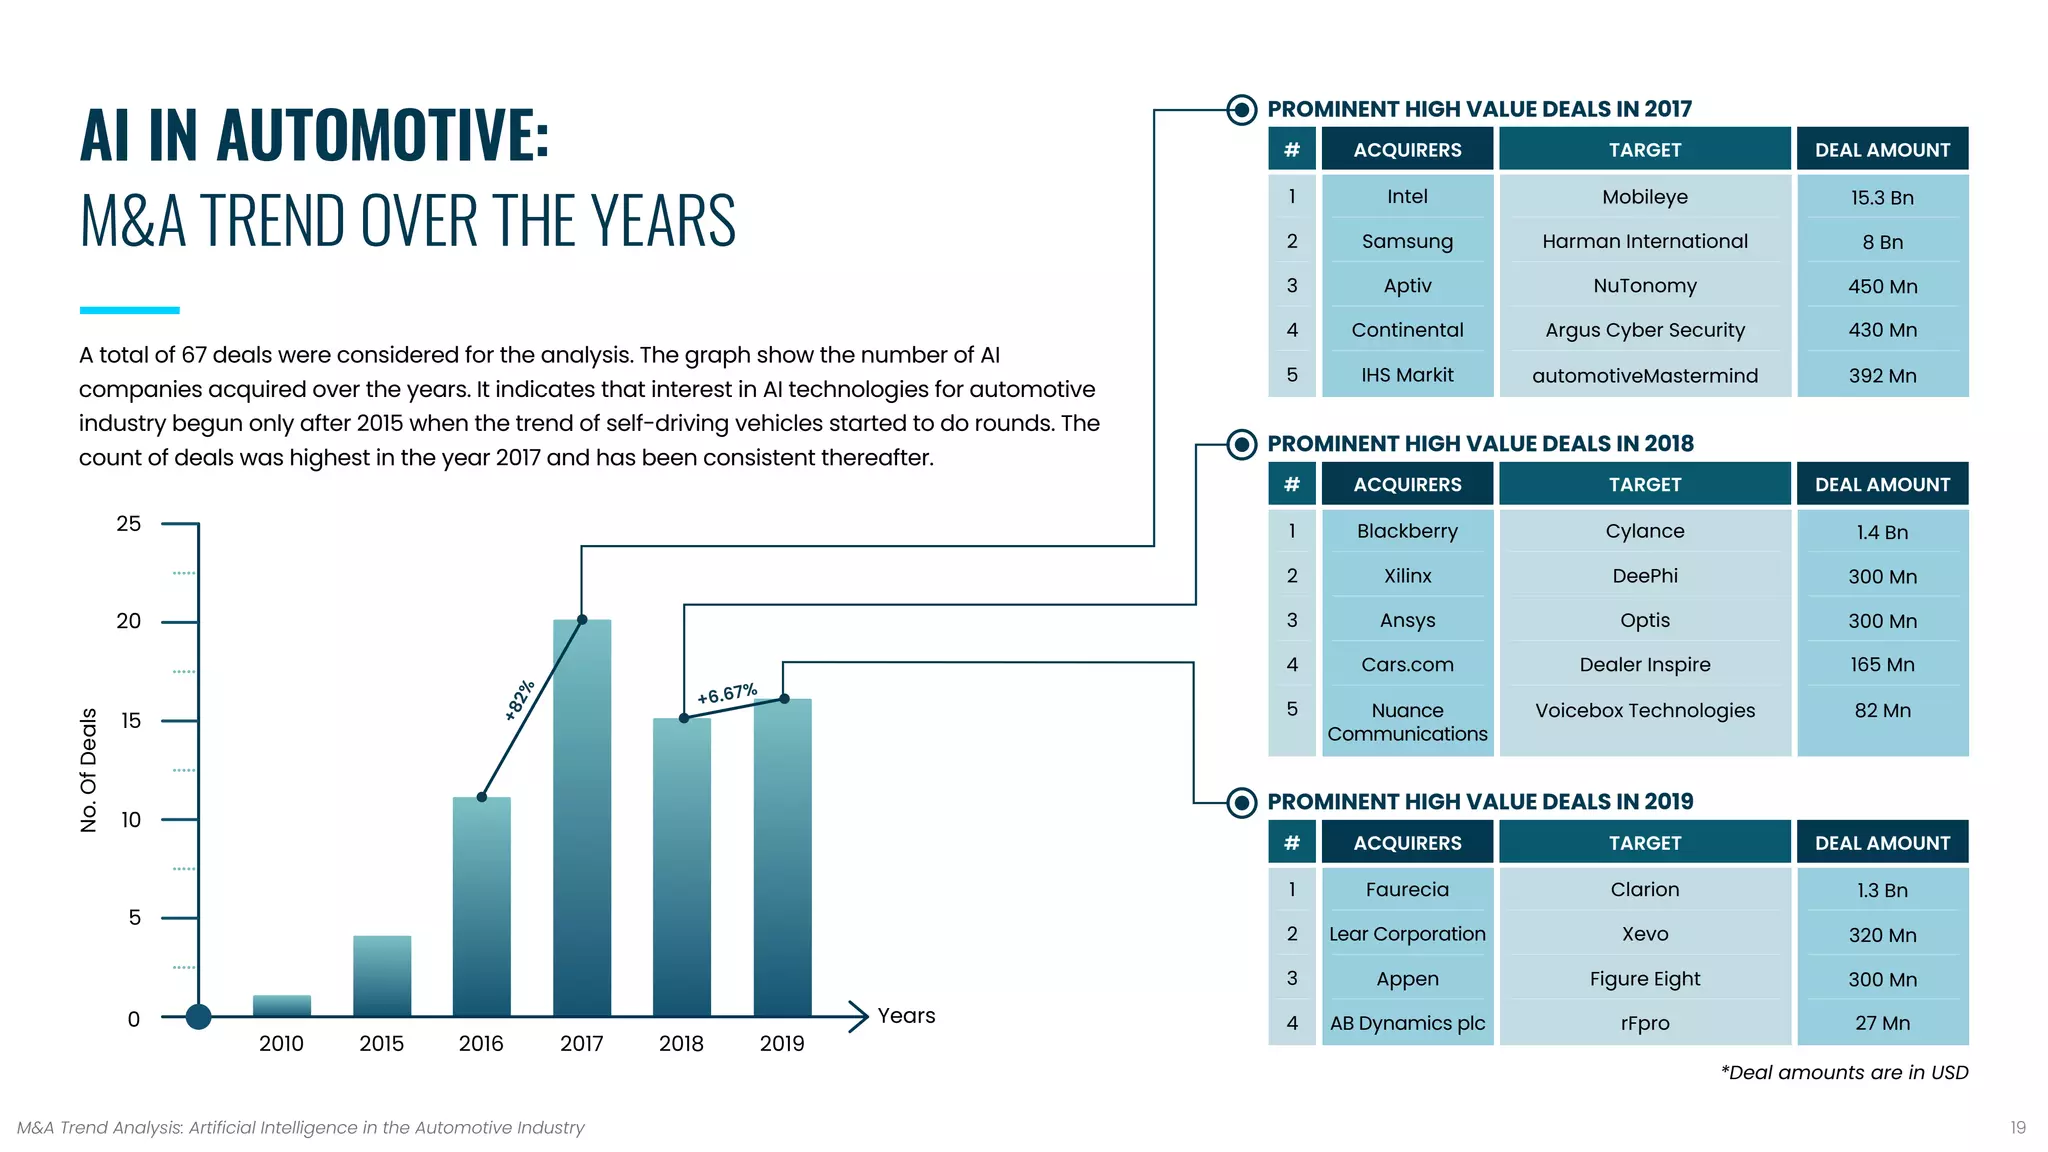 AI IN AUTOMOTIVE:
M&A TREND OVER THE YEARS
A total of 67 deals were considered for the analysis. The graph show the number of AI
companies acquired over the years. It indicates that interest in AI technologies for automotive
industry begun only after 2015 when the trend of self-driving vehicles started to do rounds. The
count of deals was highest in the year 2017 and has been consistent thereafter.
No. Of Deals
25
20
15
10
5
0
+82%
+6.67%
2010 2015 2016 2017 2018 2019
Years
PROMINENT HIGH VALUE DEALS IN 2017
# ACQUIRERS TARGET DEAL AMOUNT
1 Intel Mobileye 15.3 Bn
2 Samsung Harman International 8 Bn
3 Aptiv NuTonomy 450 Mn
4 Continental Argus Cyber Security 430 Mn
5 IHS Markit automotiveMastermind 392 Mn
PROMINENT HIGH VALUE DEALS IN 2018
# ACQUIRERS TARGET DEAL AMOUNT
1 Blackberry Cylance 1.4 Bn
2 Xilinx DeePhi 300 Mn
3 Ansys Optis 300 Mn
4 Cars.com Dealer Inspire 165 Mn
5 Nuance Voicebox Technologies 82 Mn
Communications
PROMINENT HIGH VALUE DEALS IN 2019
# ACQUIRERS TARGET DEAL AMOUNT
1 Faurecia Clarion 1.3 Bn
2 Lear Corporation Xevo 320 Mn
3 Appen Figure Eight 300 Mn
4 AB Dynamics plc rFpro 27 Mn
*Deal amounts are in USD
M&A Trend Analysis: Artificial Intelligence in the Automotive Industry
19